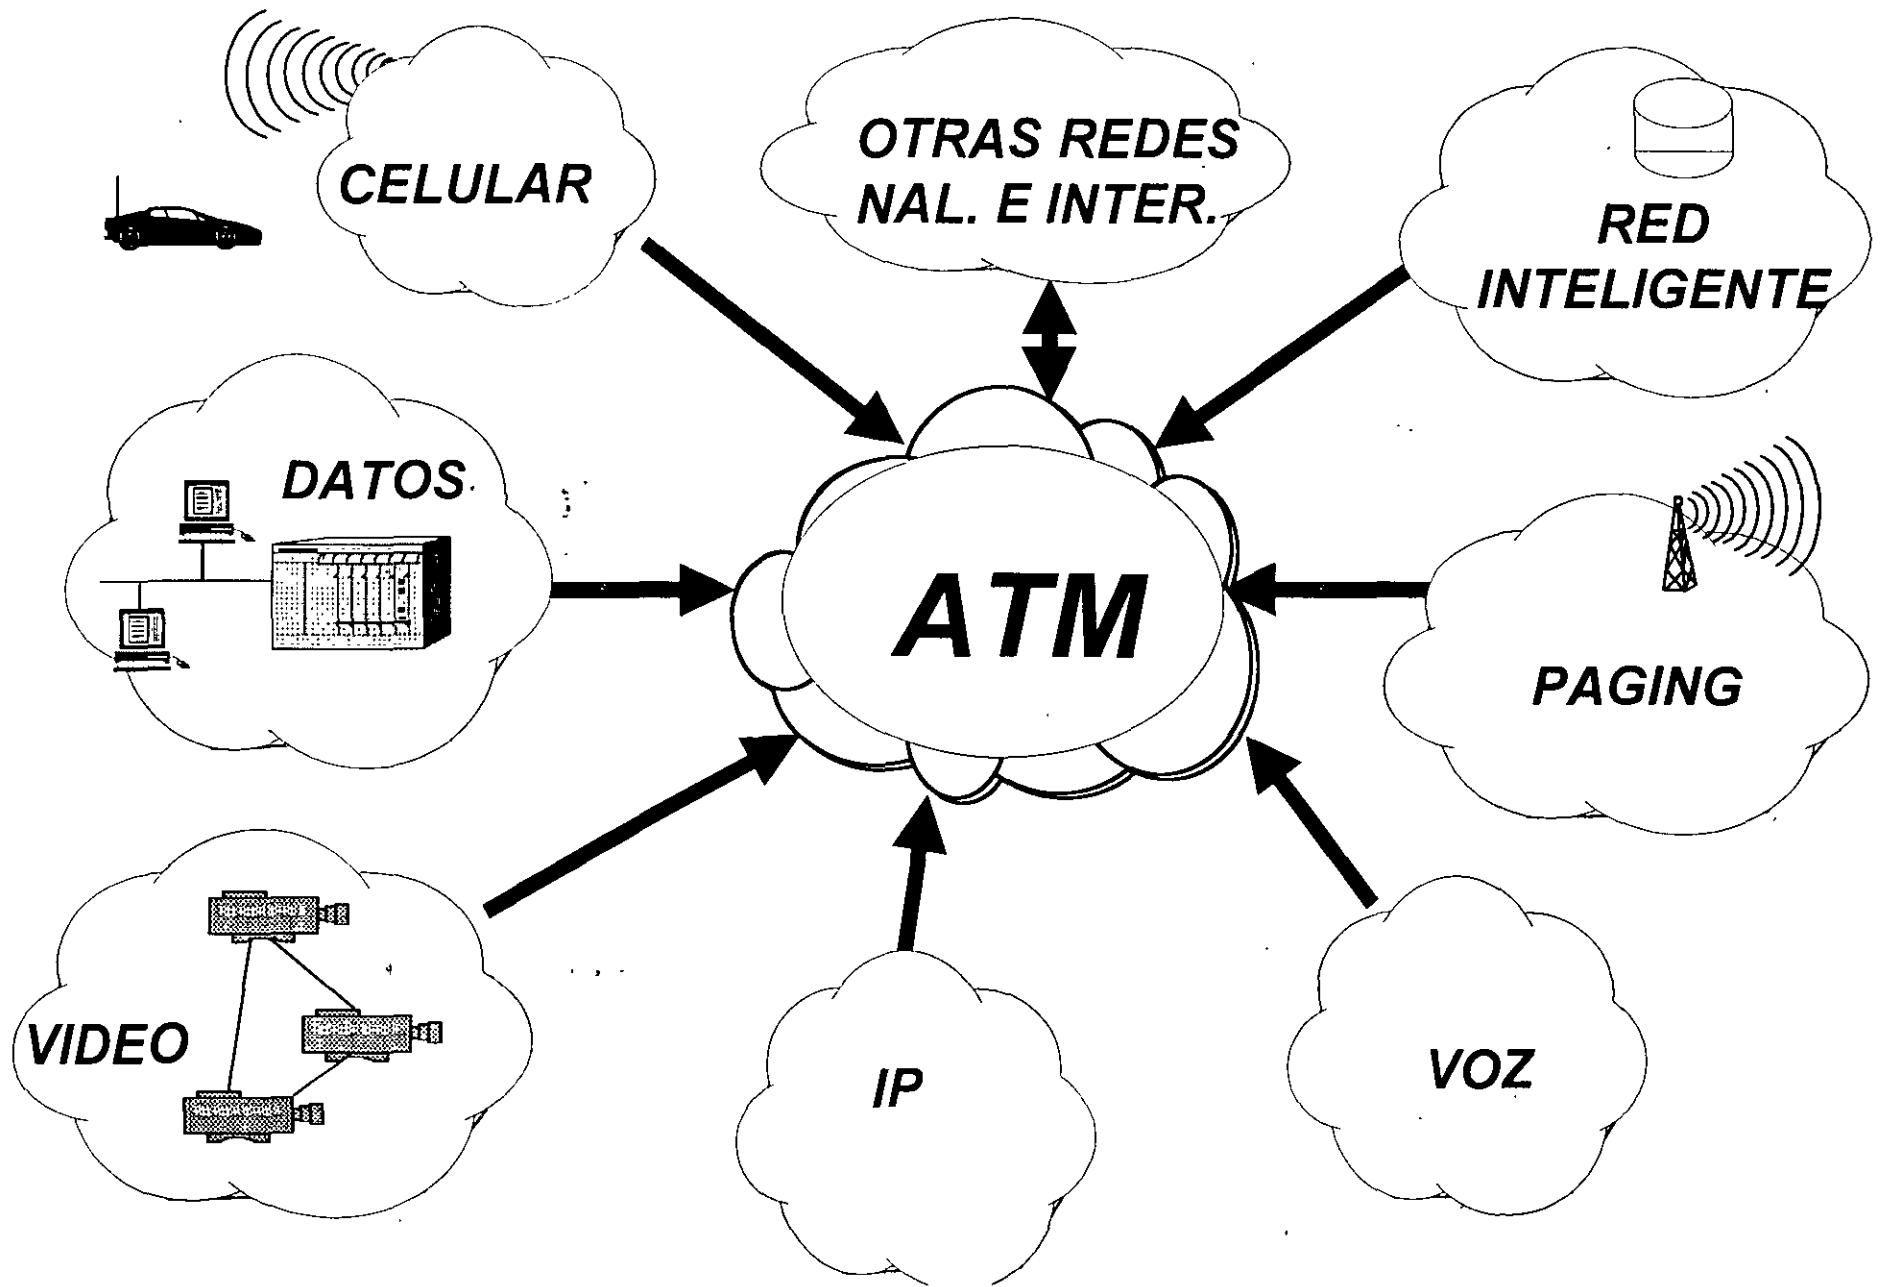 CELULAR
OTRAS REDES
NAL. E INTER.
RED
INTELIGENTE
DATOS
ATM
PAGING
VIDEO
IP
VOZ